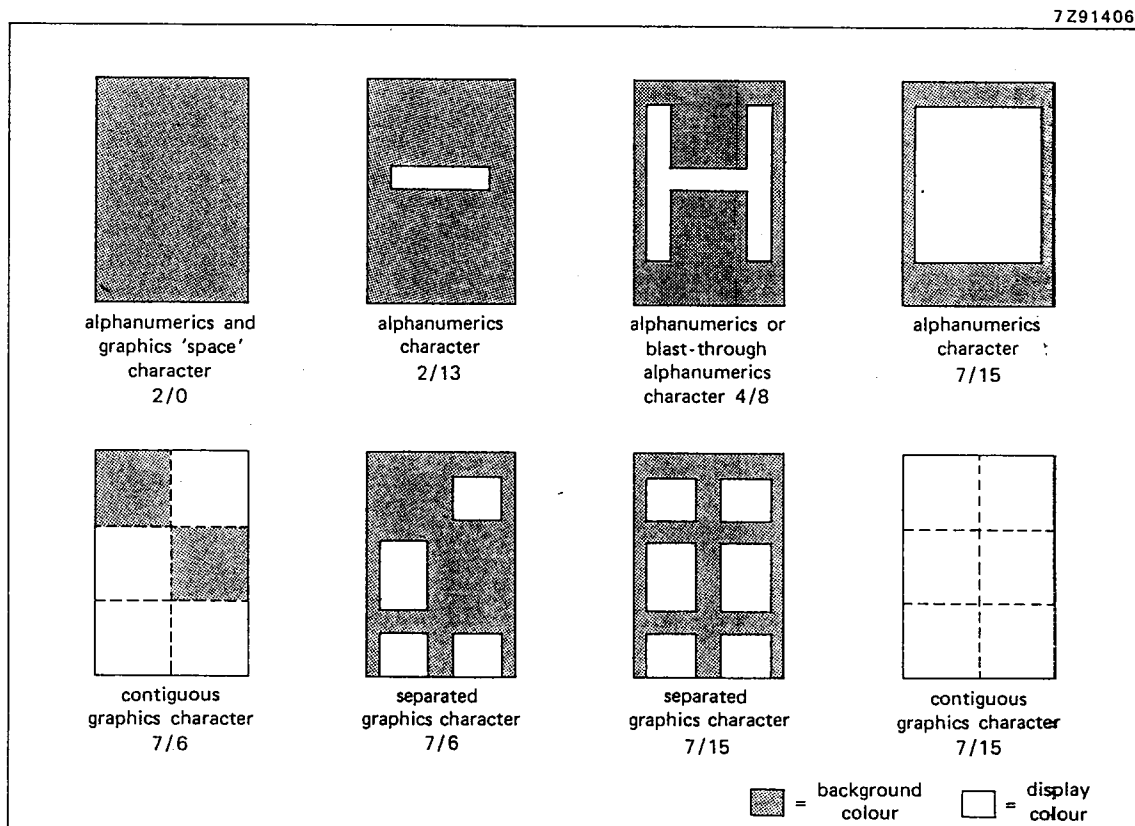 7Z91406
alphanumerics and
graphics 'space'
character
2/0
alphanumerics
character
2/13
alphanumerics or
blast-through
alphanumerics
character 4/8
alphanumerics
character
7/15
contiguous
graphics character
7/6
separated
graphics character
7/6
separated
graphics character
7/15
contiguous
graphics character
7/15
= background
colour
= display
colour